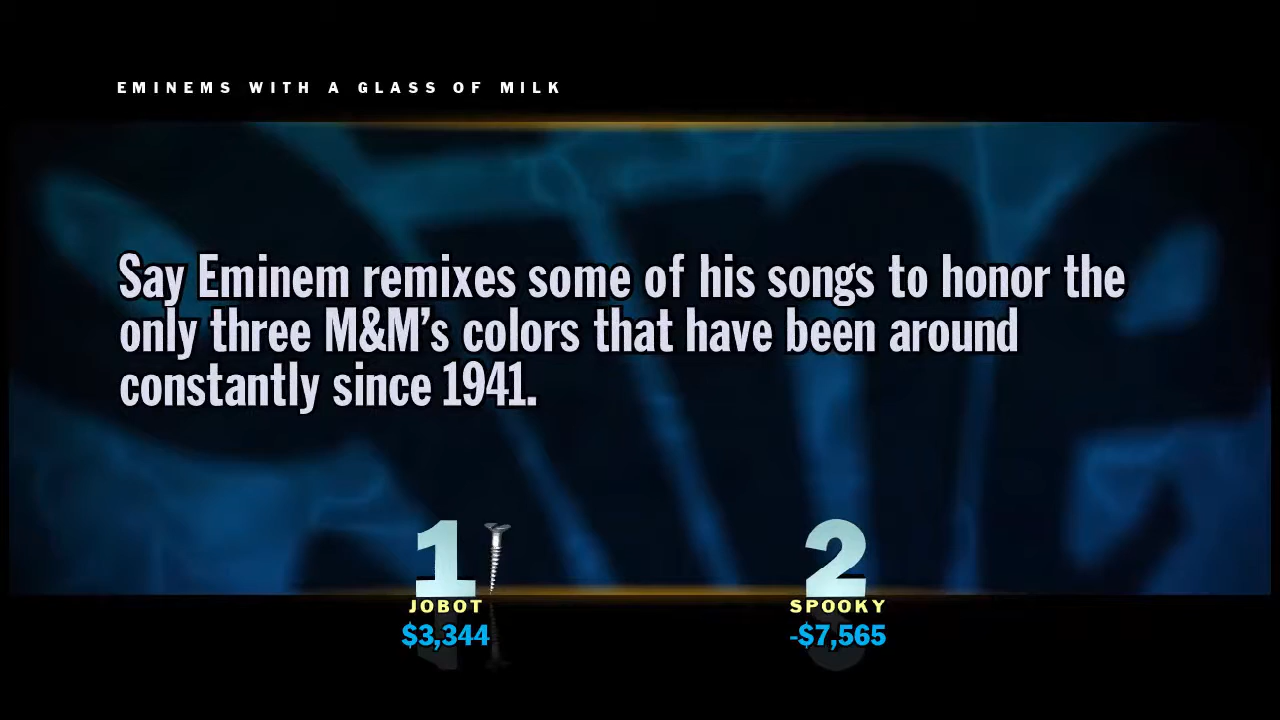 EMINEMS WITH A GLASS OF MILK
Say Eminem remixes some of his songs to honor the
only three M&M's colors that have been around
constantly since 1941.
1 2
JOBOT SPOOKY
$3,344 -$7,565